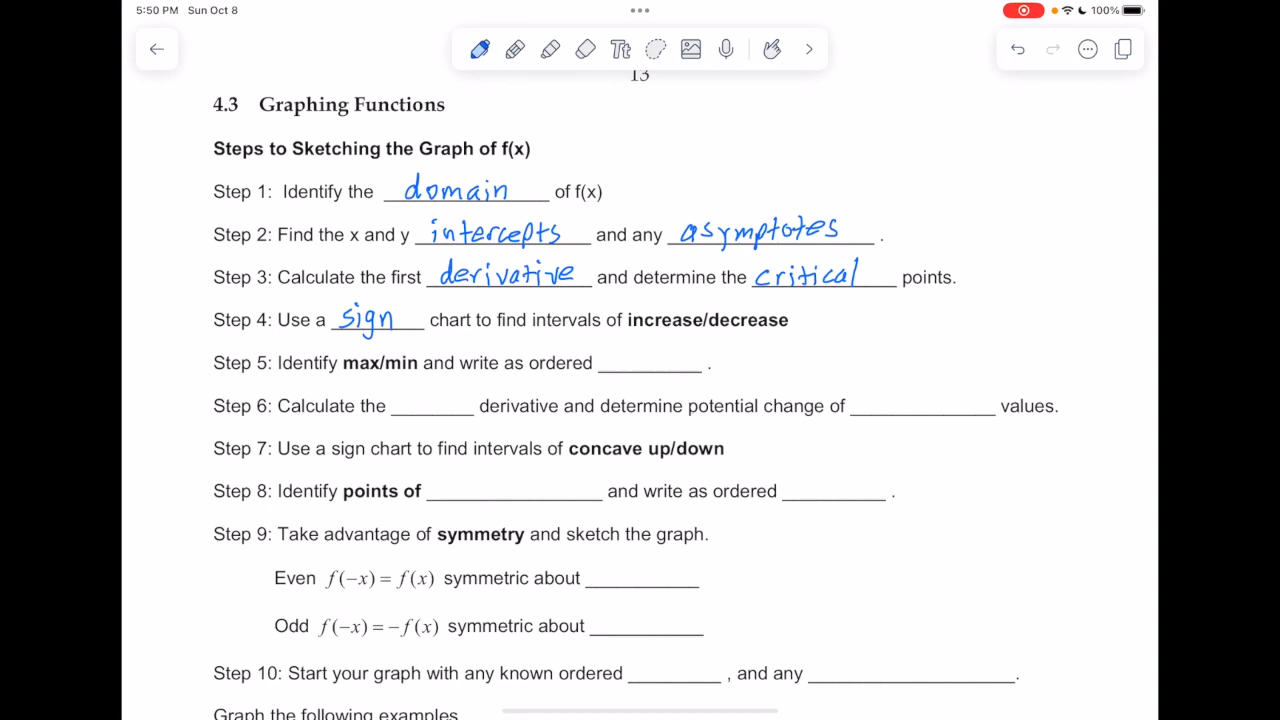 5:50 PM Sun Oct 8
100%
Tt
13
4.3 Graphing Functions
Steps to Sketching the Graph of f(x)
Step 1: Identify the domain of f(x)
Step 2: Find the x and y intercepts and any asymptotes .
Step 3: Calculate the first derivative and determine the critical points.
Step 4: Use a sign chart to find intervals of increase/decrease
Step 5: Identify max/min and write as ordered __________ .
Step 6: Calculate the ________ derivative and determine potential change of ______________ values.
Step 7: Use a sign chart to find intervals of concave up/down
Step 8: Identify points of _________________ and write as ordered __________ .
Step 9: Take advantage of symmetry and sketch the graph.
Even f(−x) = f(x) symmetric about ___________
Odd f(−x) = −f(x) symmetric about ___________
Step 10: Start your graph with any known ordered _________ , and any ____________________.
Graph the following examples